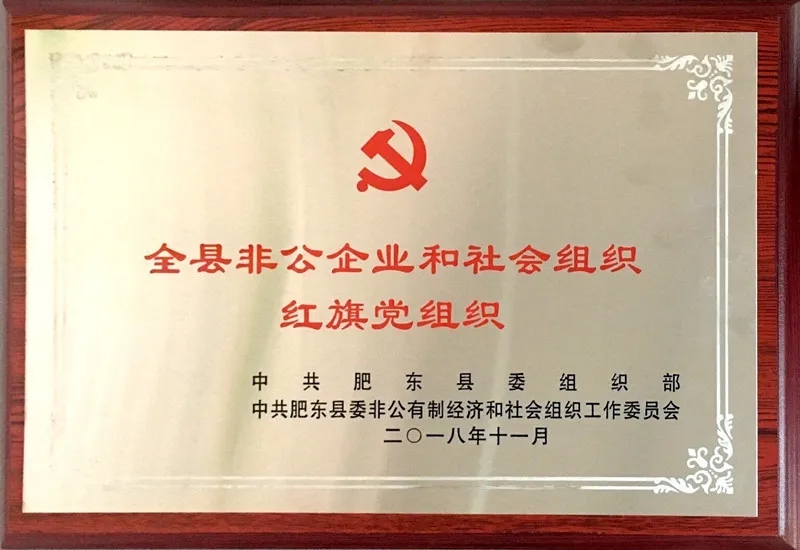 全县非公企业和社会组织
红旗党组织
中共肥东县委组织部
中共肥东县委非公有制经济和社会组织工作委员会
二〇一八年十一月